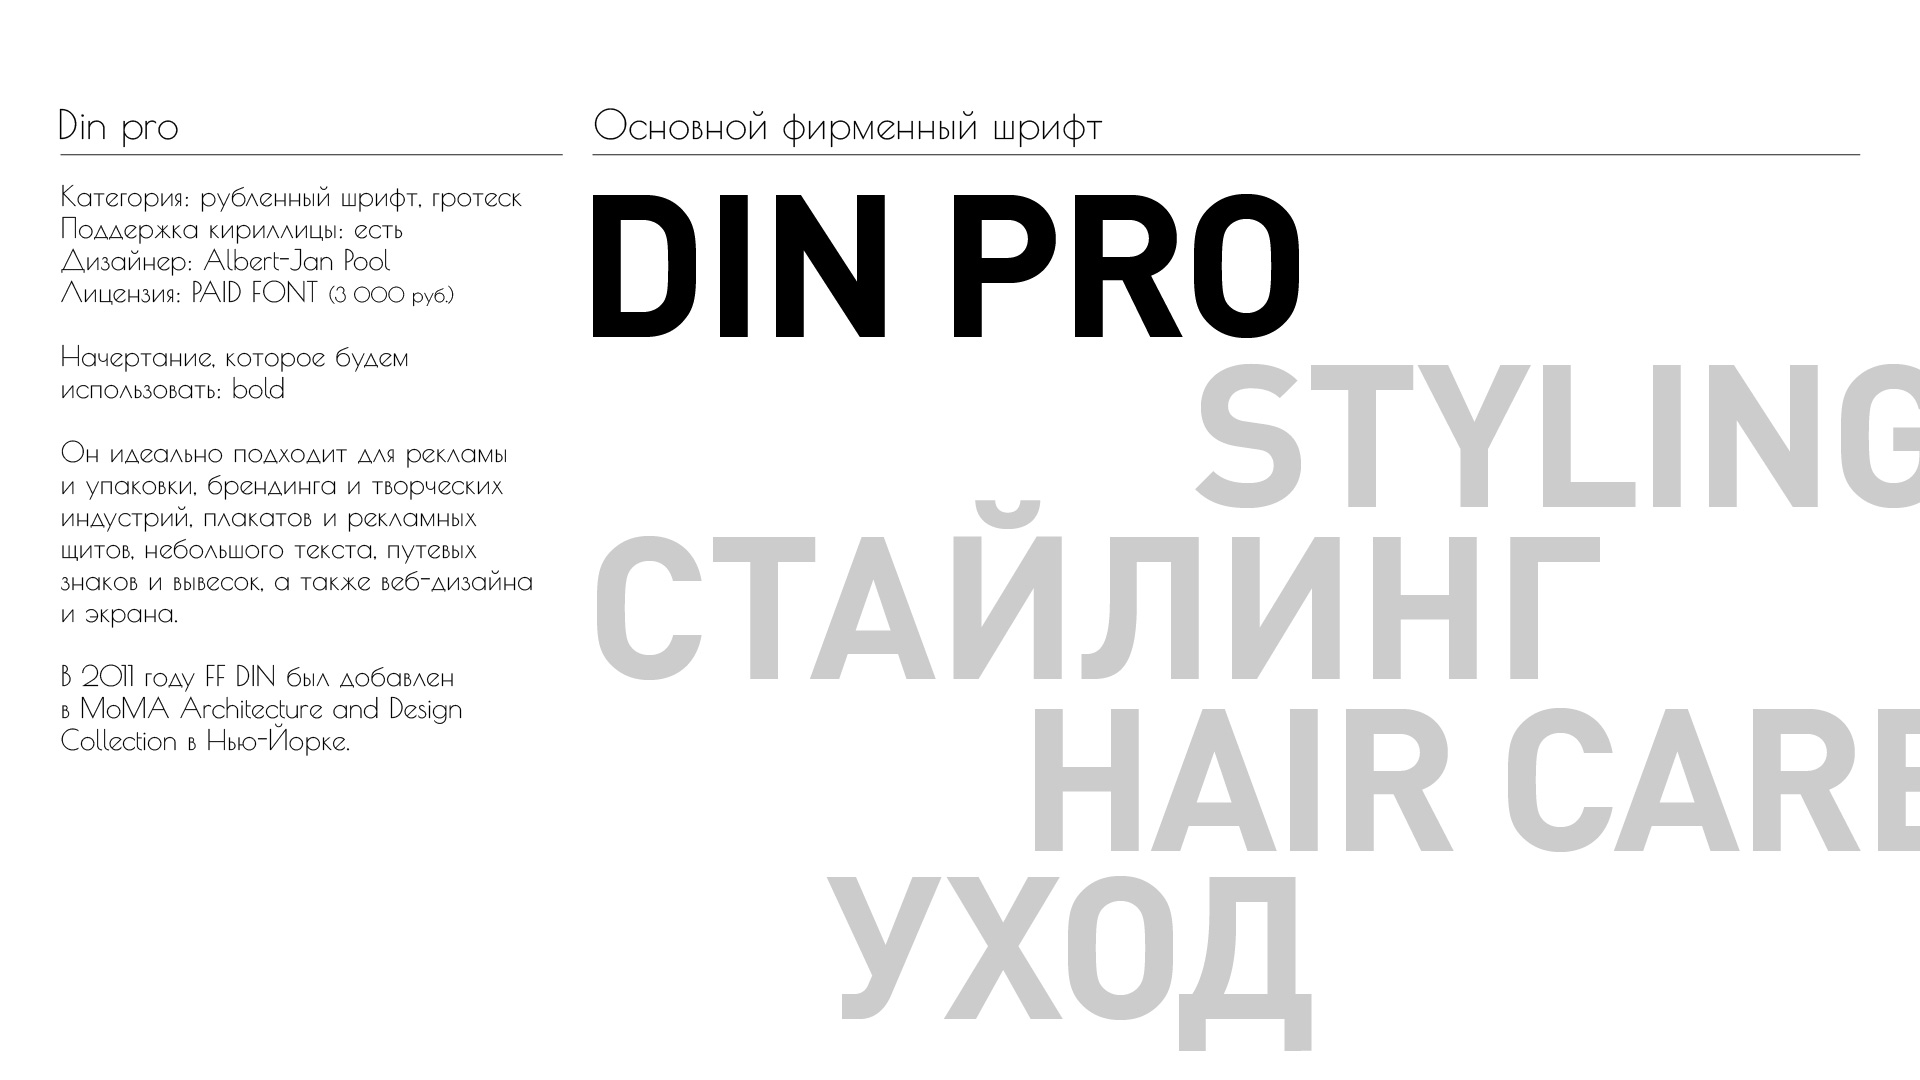 Din pro
Категория: рубленный шрифт, гротеск
Поддержка кириллицы: есть
Дизайнер: Albert-Jan Pool
Лицензия: PAID FONT (3 000 руб.)
Начертание, которое будем
использовать: bold
Он идеально подходит для рекламы
и упаковки, брендинга и творческих
индустрий, плакатов и рекламных
щитов, небольшого текста, путевых
знаков и вывесок, а также веб-дизайна
и экрана.
В 2011 году FF DIN был добавлен
в MoMA Architecture and Design
Collection в Нью-Йорке.
Основной фирменный шрифт
DIN PRO
STYLING
СТАЙЛИНГ
HAIR CARE
УХОД